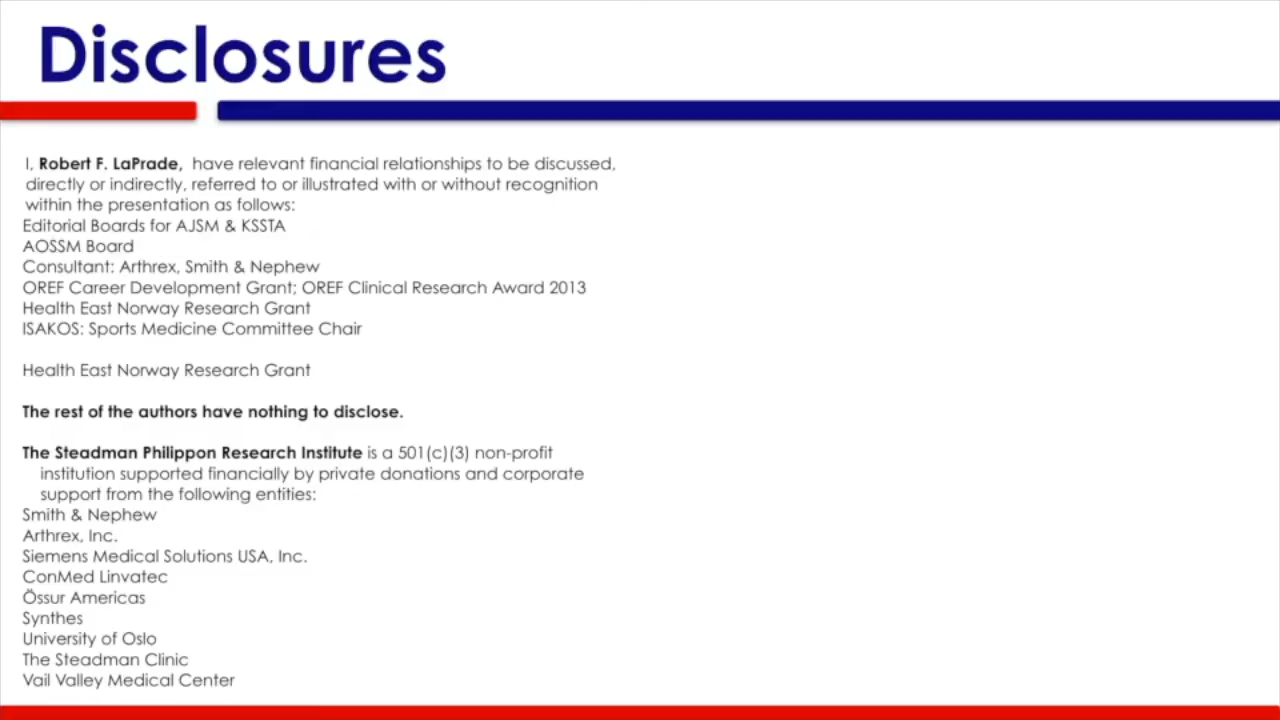 Disclosures
I, Robert F. LaPrade, have relevant financial relationships to be discussed,
directly or indirectly, referred to or illustrated with or without recognition
within the presentation as follows:
Editorial Boards for AJSM & KSSTA
AOSSM Board
Consultant: Arthrex, Smith & Nephew
OREF Career Development Grant; OREF Clinical Research Award 2013
Health East Norway Research Grant
ISAKOS: Sports Medicine Committee Chair
Health East Norway Research Grant
The rest of the authors have nothing to disclose.
The Steadman Philippon Research Institute is a 501(c)(3) non-profit
institution supported financially by private donations and corporate
support from the following entities:
Smith & Nephew
Arthrex, Inc.
Siemens Medical Solutions USA, Inc.
ConMed Linvatec
Össur Americas
Synthes
University of Oslo
The Steadman Clinic
Vail Valley Medical Center